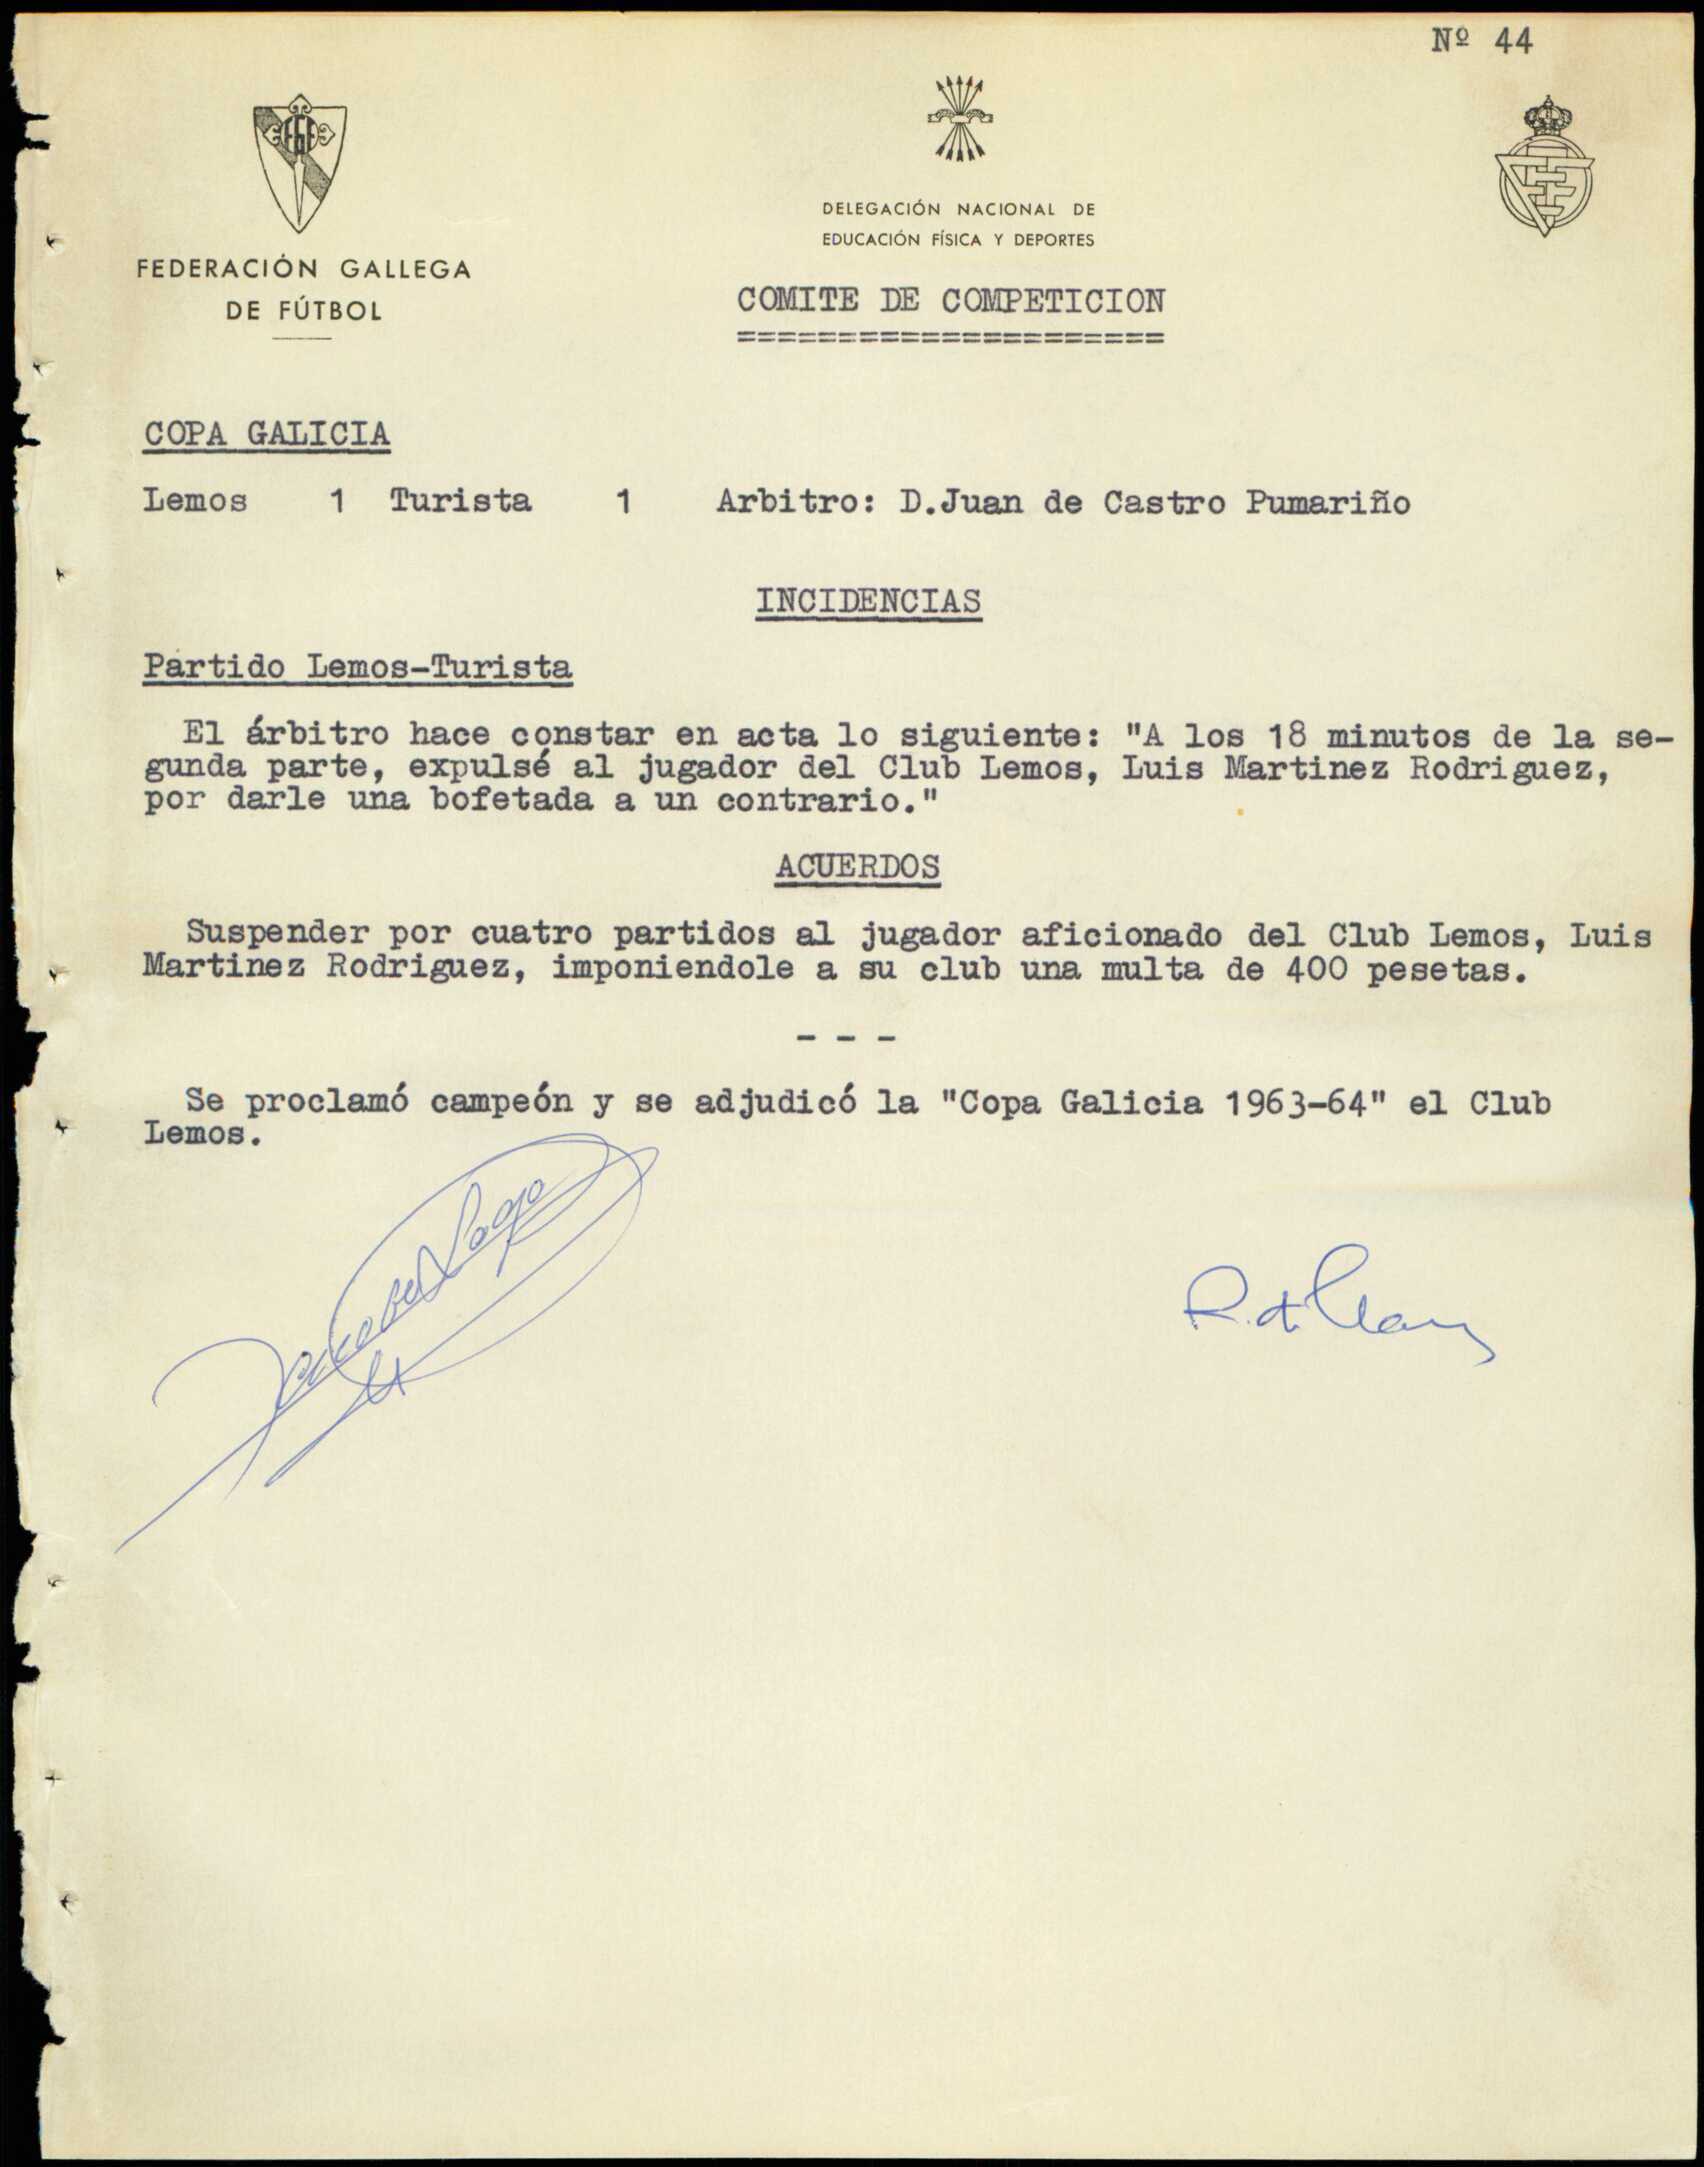 Nº 44
FEDERACIÓN GALLEGA
DE FÚTBOL
DELEGACIÓN NACIONAL DE
EDUCACIÓN FÍSICA Y DEPORTES
COMITE DE COMPETICION
=====================
COPA GALICIA
Lemos 1 Turista 1 Arbitro: D.Juan de Castro Pumariño
INCIDENCIAS
Partido Lemos-Turista
El árbitro hace constar en acta lo siguiente: "A los 18 minutos de la se-
gunda parte, expulsé al jugador del Club Lemos, Luis Martinez Rodriguez,
por darle una bofetada a un contrario."
ACUERDOS
Suspender por cuatro partidos al jugador aficionado del Club Lemos, Luis
Martinez Rodriguez, imponiendole a su club una multa de 400 pesetas.
- - -
Se proclamó campeón y se adjudicó la "Copa Galicia 1963-64" el Club
Lemos.